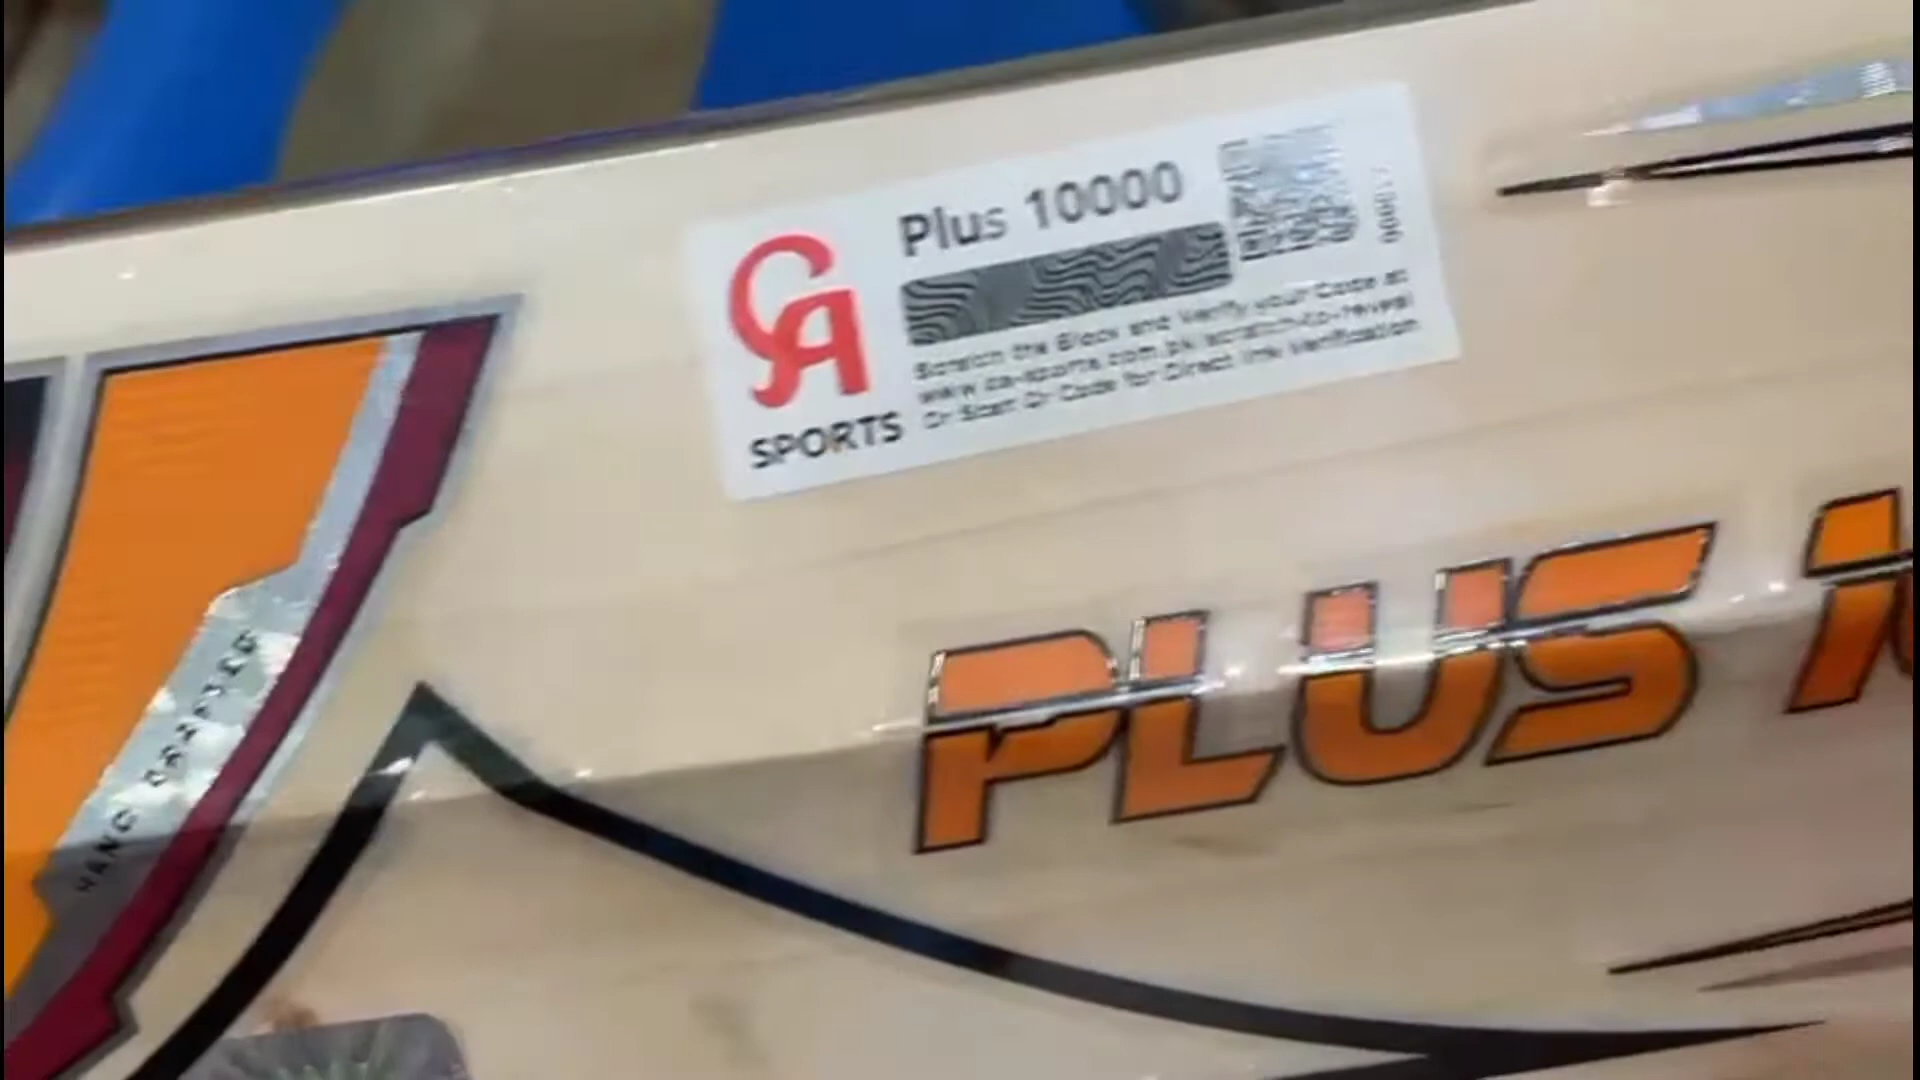 CA
SPORTS
Plus 10000
Scratch the Block and Verify your Code at
www.ca-sports.com.pk/scratch-to-reveal
Or Scan Qr Code for Direct link Verification
HAND CRAFTED
PLUS